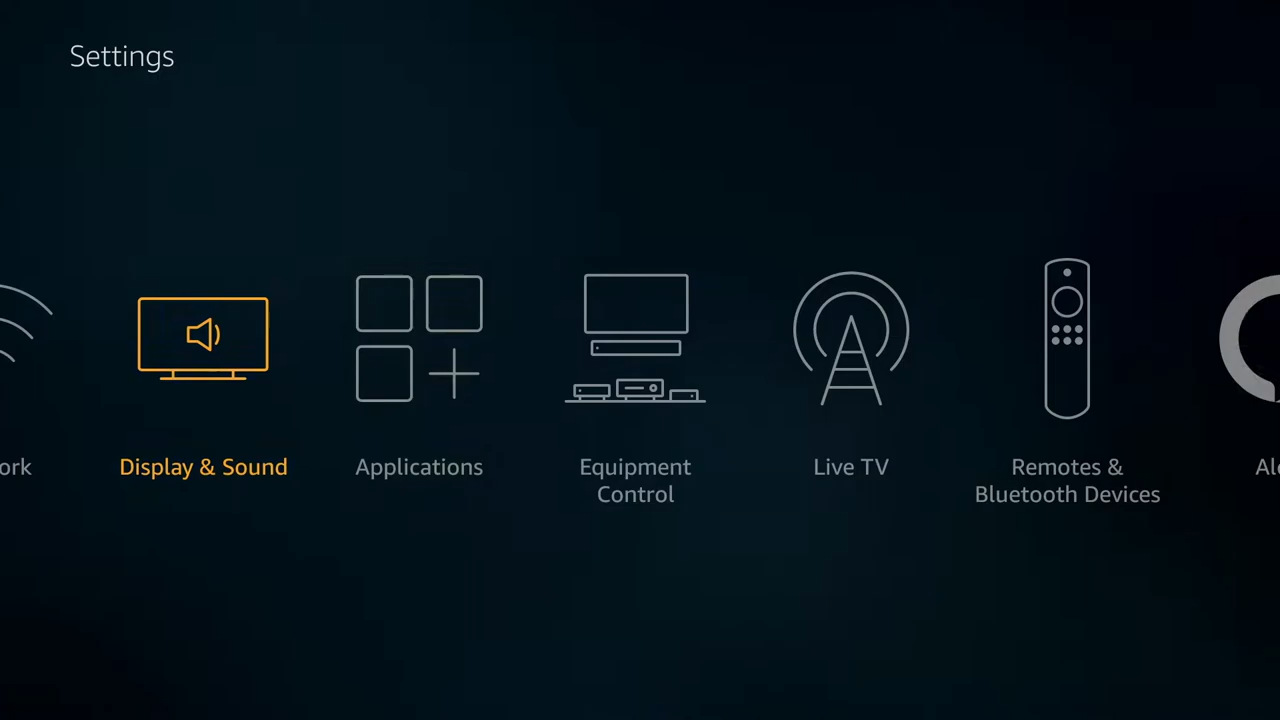 Settings
ork
Display & Sound
Applications
Equipment
Control
Live TV
Remotes &
Bluetooth Devices
Al